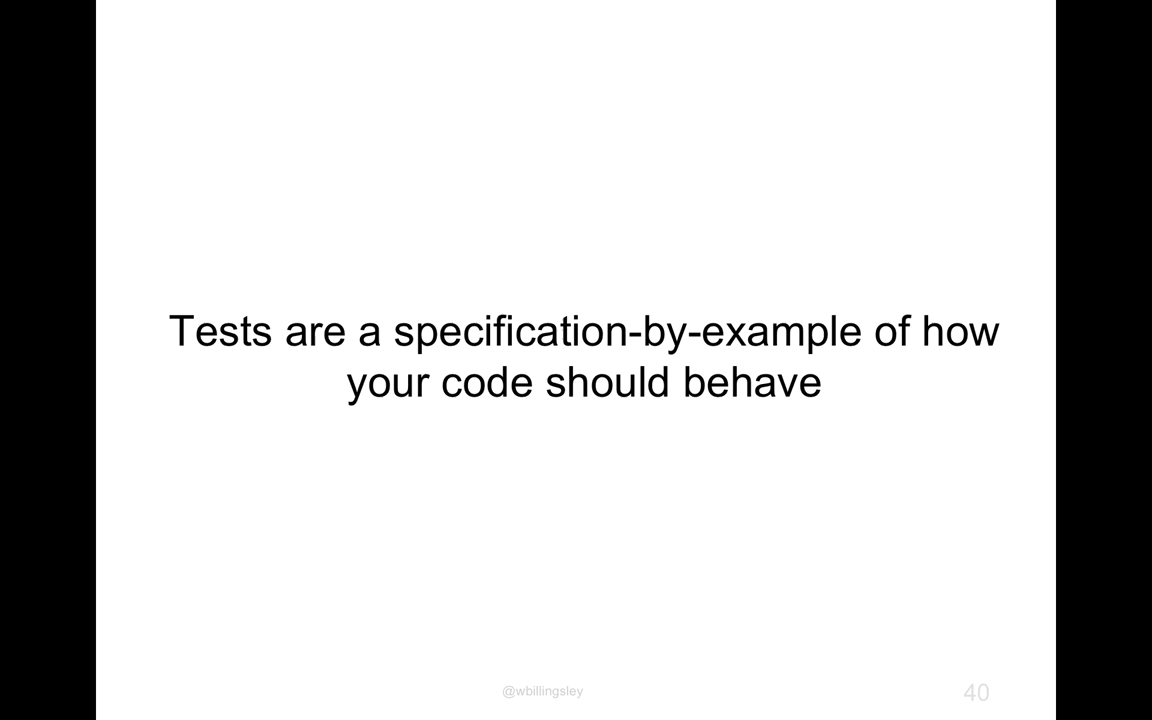 Tests are a specification-by-example of how
your code should behave
@wbillingsley
40